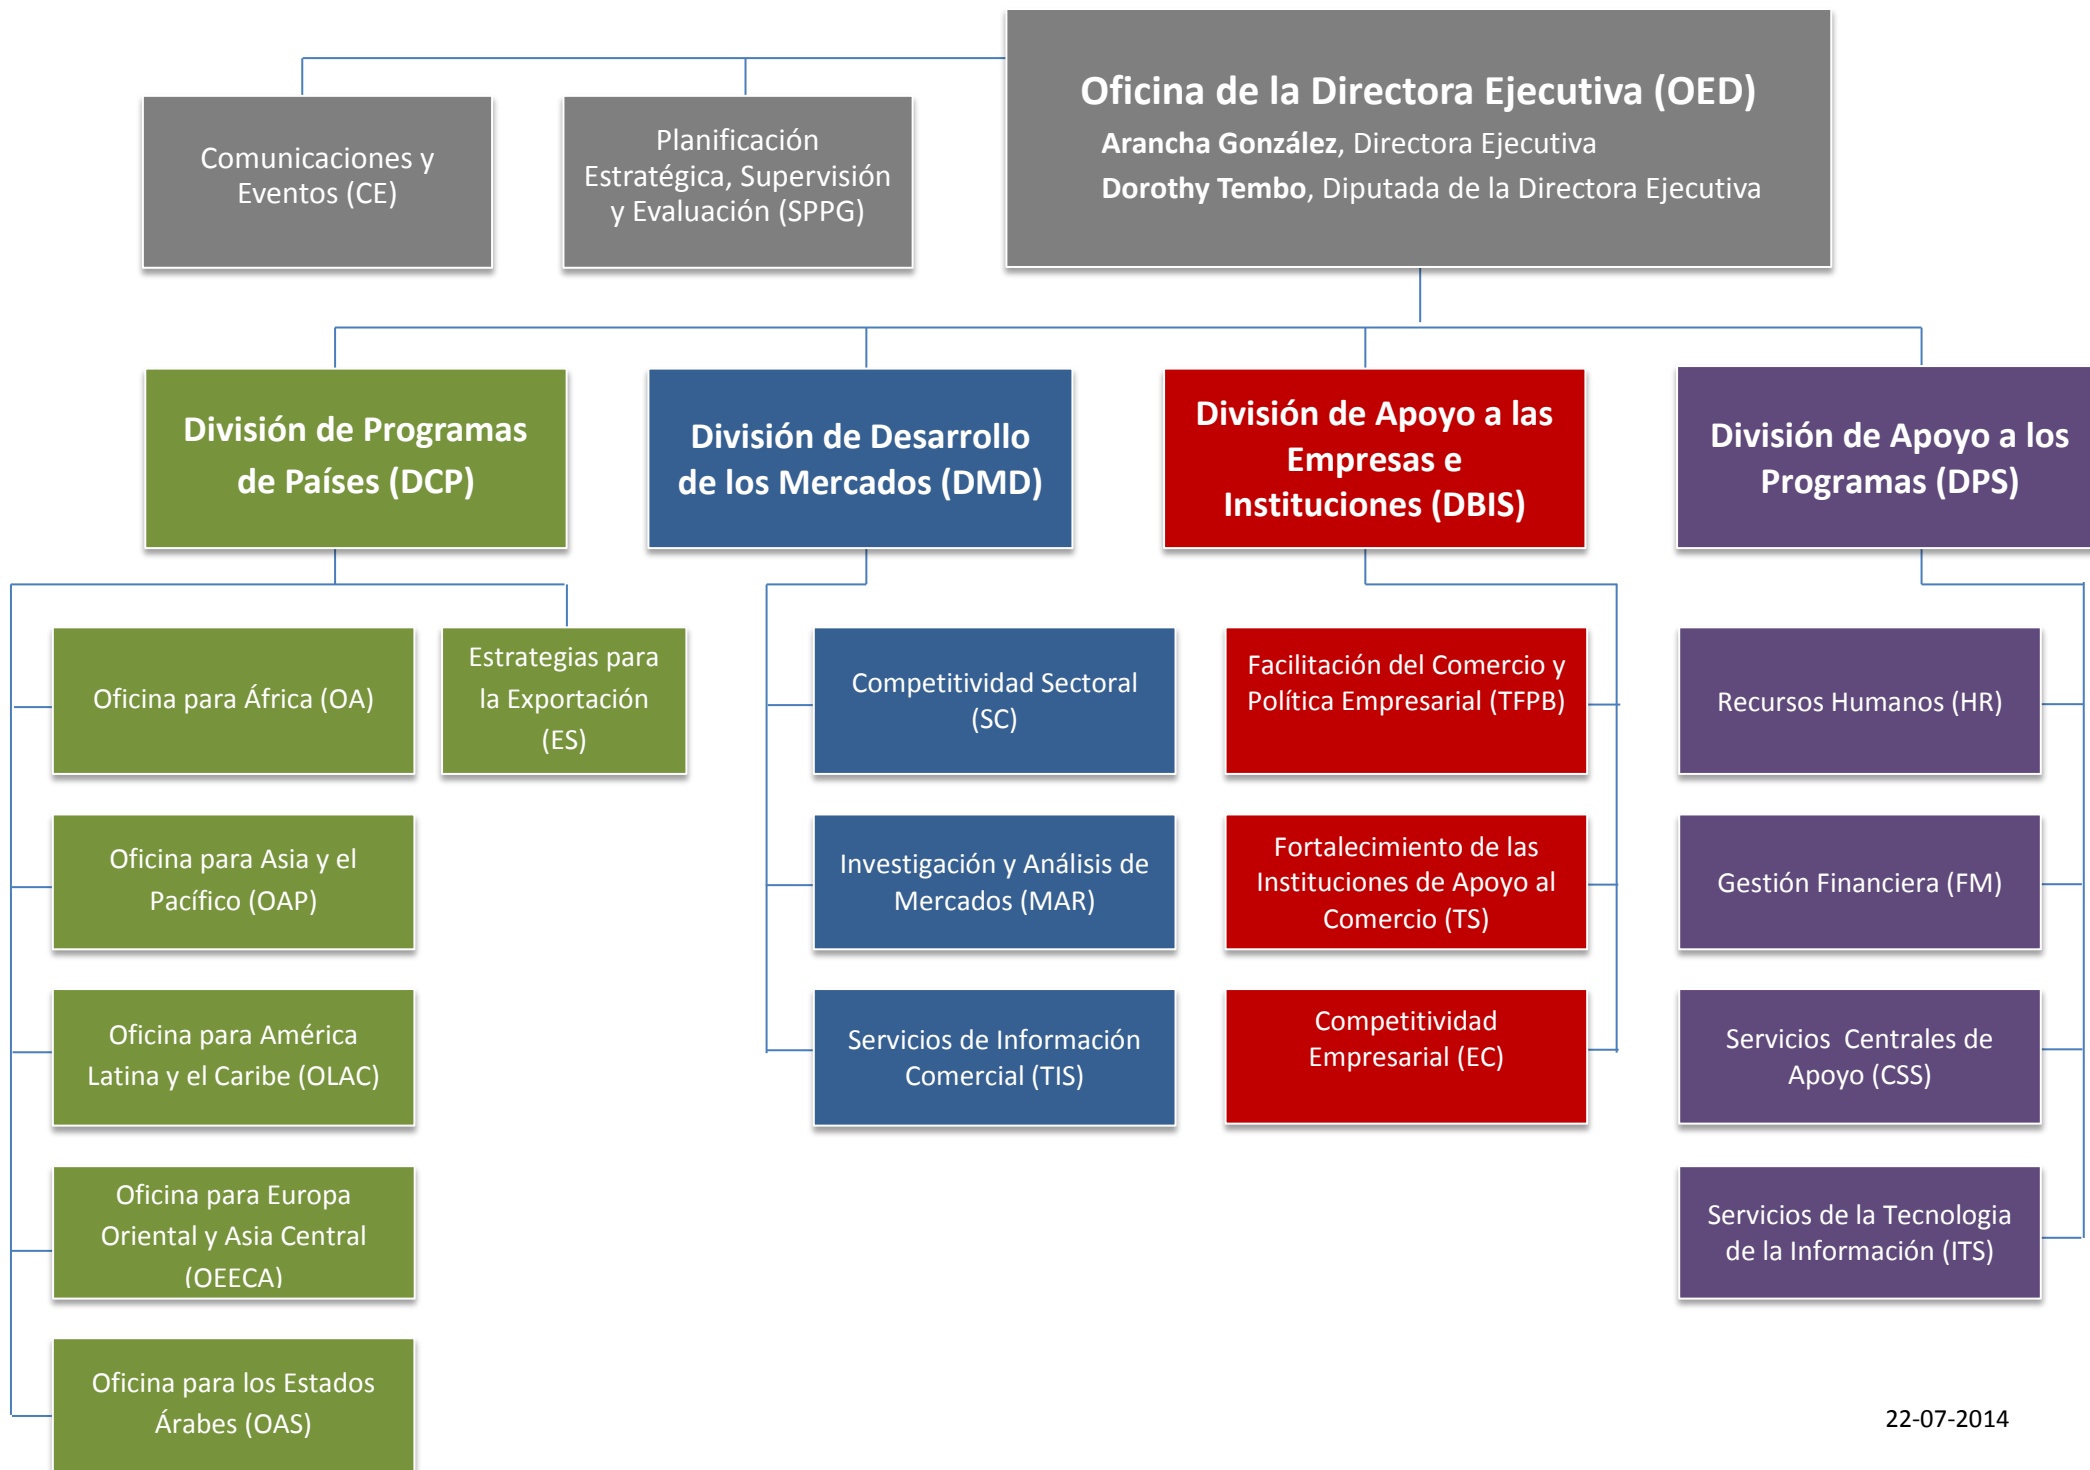 Oficina de la Directora Ejecutiva (OED)
Arancha González, Directora Ejecutiva
Dorothy Tembo, Diputada de la Directora Ejecutiva
Comunicaciones y
Eventos (CE)
Planificación
Estratégica, Supervisión
y Evaluación (SPPG)
División de Programas
de Países (DCP)
División de Desarrollo
de los Mercados (DMD)
División de Apoyo a las
Empresas e
Instituciones (DBIS)
División de Apoyo a los
Programas (DPS)
Oficina para África (OA)
Estrategias para
la Exportación
(ES)
Oficina para Asia y el
Pacífico (OAP)
Oficina para América
Latina y el Caribe (OLAC)
Oficina para Europa
Oriental y Asia Central
(OEECA)
Oficina para los Estados
Árabes (OAS)
Competitividad Sectoral
(SC)
Investigación y Análisis de
Mercados (MAR)
Servicios de Información
Comercial (TIS)
Facilitación del Comercio y
Política Empresarial (TFPB)
Fortalecimiento de las
Instituciones de Apoyo al
Comercio (TS)
Competitividad
Empresarial (EC)
Recursos Humanos (HR)
Gestión Financiera (FM)
Servicios  Centrales de
Apoyo (CSS)
Servicios de la Tecnologia
de la Información (ITS)
22-07-2014